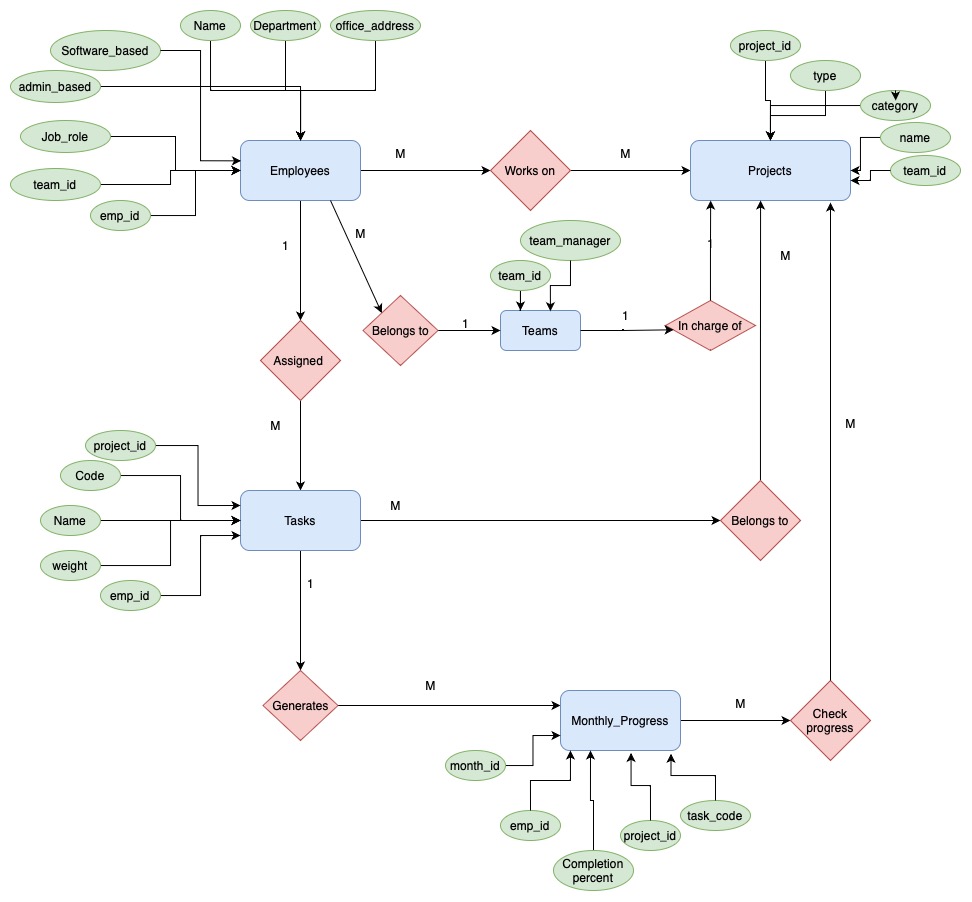 Name
Department
office_address
Software_based
admin_based
project_id
type
category
name
Job_role
team_id
emp_id
Employees
M
Works on
M
Projects
team_id
1
M
team_manager
team_id
1
M
Belongs to
1
Teams
1
In charge of
Assigned
M
M
project_id
Code
Name
weight
emp_id
Tasks
M
Belongs to
1
Generates
M
Monthly_Progress
M
Check
progress
month_id
emp_id
Completion
percent
project_id
task_code